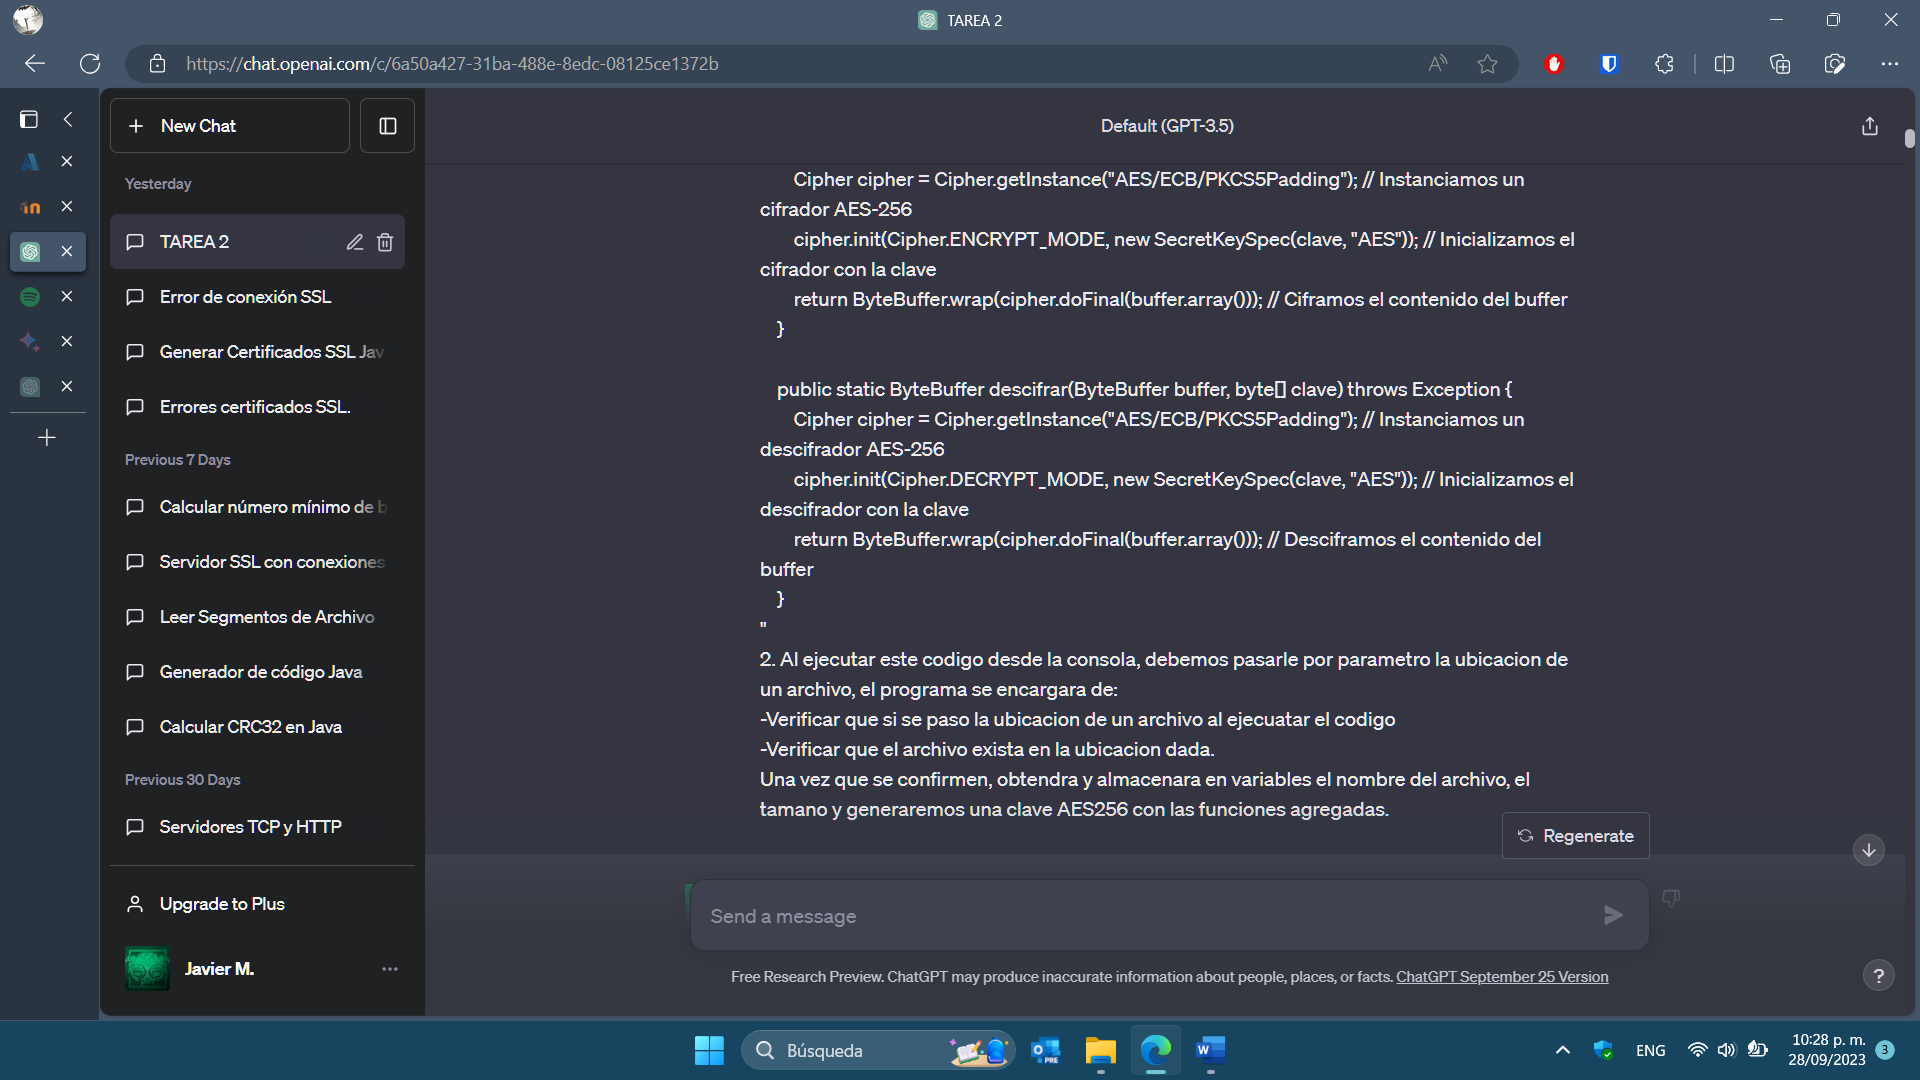 TAREA 2
https://chat.openai.com/c/6a50a427-31ba-488e-8edc-08125ce1372b
New Chat
Default (GPT-3.5)
Yesterday
TAREA 2
Error de conexión SSL
Generar Certificados SSL Jav
Errores certificados SSL.
Previous 7 Days
Calcular número mínimo de b
Servidor SSL con conexiones
Leer Segmentos de Archivo
Generador de código Java
Calcular CRC32 en Java
Previous 30 Days
Servidores TCP y HTTP
Upgrade to Plus
Javier M.
Cipher cipher = Cipher.getInstance("AES/ECB/PKCS5Padding"); // Instanciamos un
cifrador AES-256
cipher.init(Cipher.ENCRYPT_MODE, new SecretKeySpec(clave, "AES")); // Inicializamos el
cifrador con la clave
return ByteBuffer.wrap(cipher.doFinal(buffer.array())); // Ciframos el contenido del buffer
}
public static ByteBuffer descifrar(ByteBuffer buffer, byte[] clave) throws Exception {
Cipher cipher = Cipher.getInstance("AES/ECB/PKCS5Padding"); // Instanciamos un
descifrador AES-256
cipher.init(Cipher.DECRYPT_MODE, new SecretKeySpec(clave, "AES")); // Inicializamos el
descifrador con la clave
return ByteBuffer.wrap(cipher.doFinal(buffer.array())); // Desciframos el contenido del
buffer
}
"
2. Al ejecutar este codigo desde la consola, debemos pasarle por parametro la ubicacion de
un archivo, el programa se encargara de:
-Verificar que si se paso la ubicacion de un archivo al ejecuatar el codigo
-Verificar que el archivo exista en la ubicacion dada.
Una vez que se confirmen, obtendra y almacenara en variables el nombre del archivo, el
tamano y generaremos una clave AES256 con las funciones agregadas.
Regenerate
Send a message
Free Research Preview. ChatGPT may produce inaccurate information about people, places, or facts. ChatGPT September 25 Version
?
Búsqueda
ENG
10:28 p. m.
28/09/2023
3